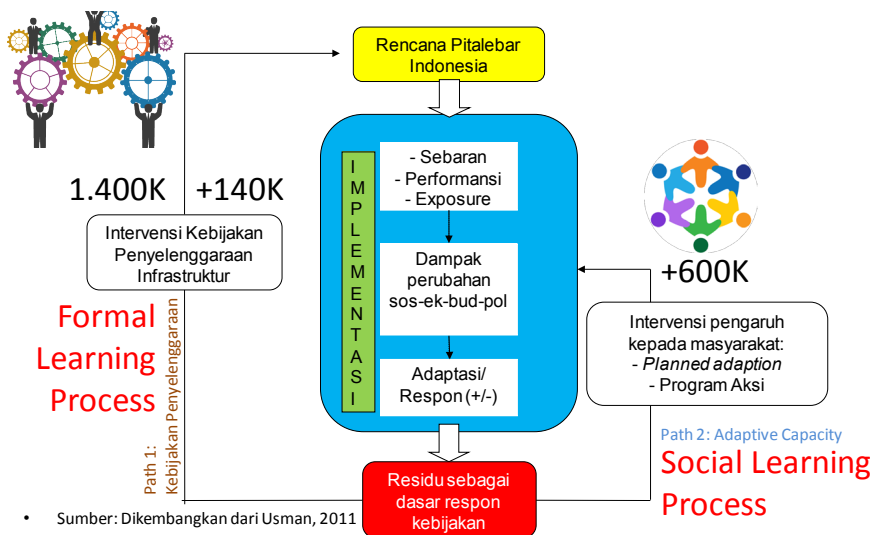 Rencana Pitalebar
Indonesia
IMPLEMENTASI
- Sebaran
- Performansi
- Exposure
Dampak
perubahan
sos-ek-bud-pol
Adaptasi/
Respon (+/-)
Residu sebagai
dasar respon
kebijakan
1.400K
+140K
Intervensi Kebijakan
Penyelenggaraan
Infrastruktur
Formal
Learning
Process
Path 1:
Kebijakan Penyelenggaraan
+600K
Intervensi pengaruh
kepada masyarakat:
- Planned adaption
- Program Aksi
Path 2: Adaptive Capacity
Social Learning
Process
• Sumber: Dikembangkan dari Usman, 2011